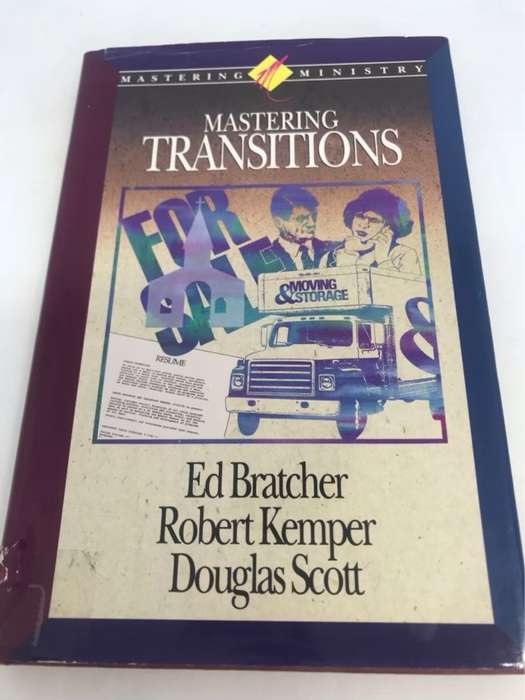 MASTERING MINISTRY
MASTERING
TRANSITIONS
FOR
SALE
MOVING
& STORAGE
&
RESUME
Ed Bratcher
Robert Kemper
Douglas Scott